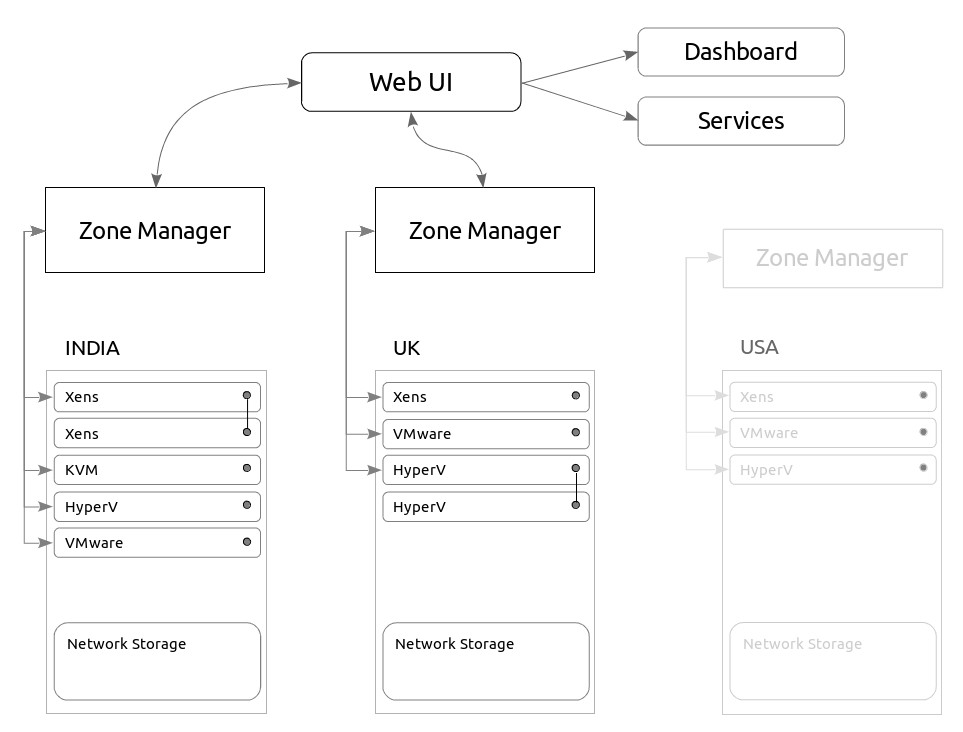 Dashboard
Web UI
Services
Zone Manager
Zone Manager
Zone Manager
INDIA
Xens
Xens
KVM
HyperV
VMware
Network Storage
UK
Xens
VMware
HyperV
HyperV
Network Storage
USA
Xens
VMware
HyperV
Network Storage